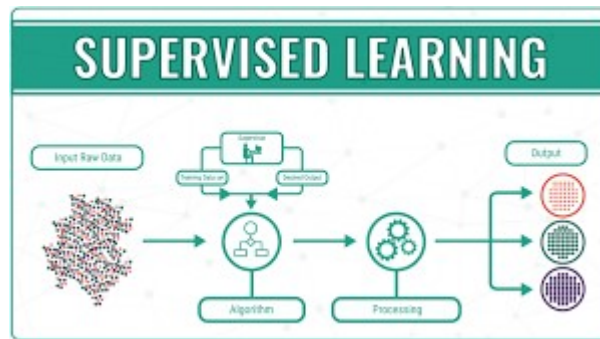 SUPERVISED LEARNING
Input Raw Data
Supervisor
Training Data set
Desired Output
Algorithm
Processing
Output